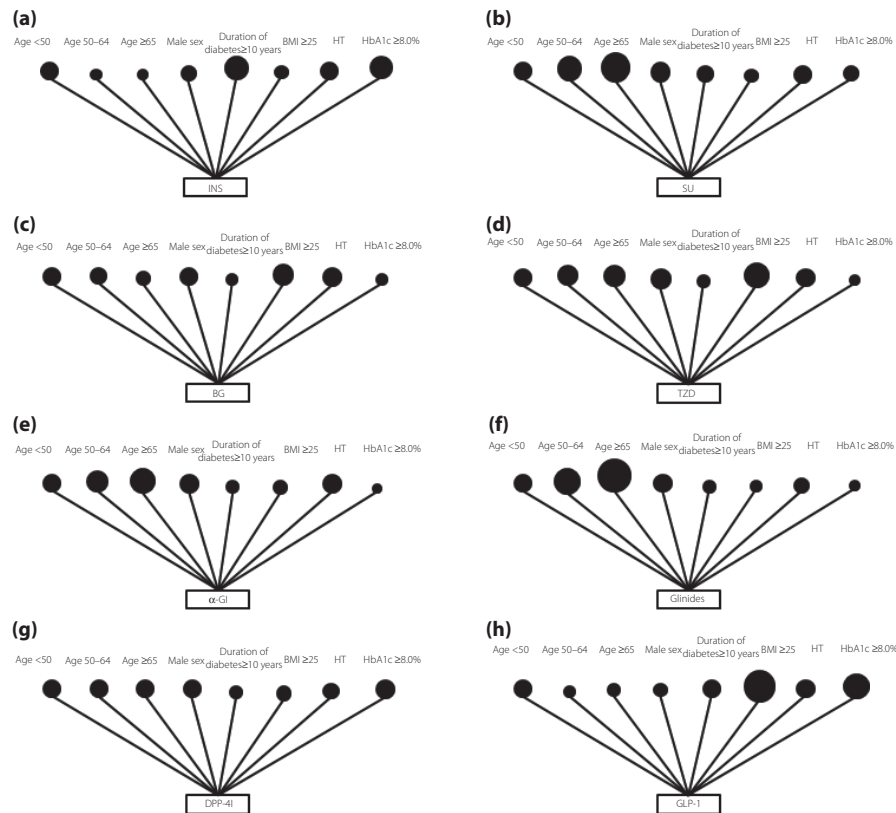 (a)
Age <50 Age 50–64 Age ≥65 Male sex Duration of diabetes≥10 years BMI ≥25 HT HbA1c ≥8.0%
INS
(b)
Age <50 Age 50–64 Age ≥65 Male sex Duration of diabetes≥10 years BMI ≥25 HT HbA1c ≥8.0%
SU
(c)
Age <50 Age 50–64 Age ≥65 Male sex Duration of diabetes≥10 years BMI ≥25 HT HbA1c ≥8.0%
BG
(d)
Age <50 Age 50–64 Age ≥65 Male sex Duration of diabetes≥10 years BMI ≥25 HT HbA1c ≥8.0%
TZD
(e)
Age <50 Age 50–64 Age ≥65 Male sex Duration of diabetes≥10 years BMI ≥25 HT HbA1c ≥8.0%
α-GI
(f)
Age <50 Age 50–64 Age ≥65 Male sex Duration of diabetes≥10 years BMI ≥25 HT HbA1c ≥8.0%
Glinides
(g)
Age <50 Age 50–64 Age ≥65 Male sex Duration of diabetes≥10 years BMI ≥25 HT HbA1c ≥8.0%
DPP-4I
(h)
Age <50 Age 50–64 Age ≥65 Male sex Duration of diabetes≥10 years BMI ≥25 HT HbA1c ≥8.0%
GLP-1